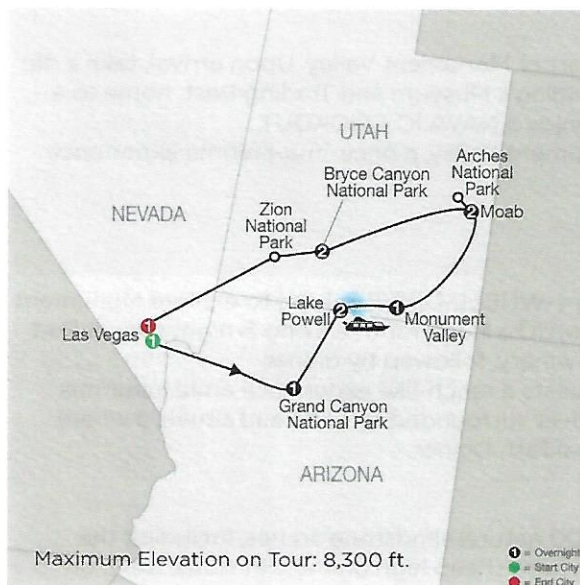 UTAH
Arches
National
Park
Bryce Canyon
National Park
2
Moab
NEVADA
Zion
National
Park
2
Lake
Powell
2
1
Monument
Valley
1
Las Vegas
1
1
Grand Canyon
National Park
ARIZONA
Maximum Elevation on Tour: 8,300 ft.
1 = Overnight
= Start City
= End City